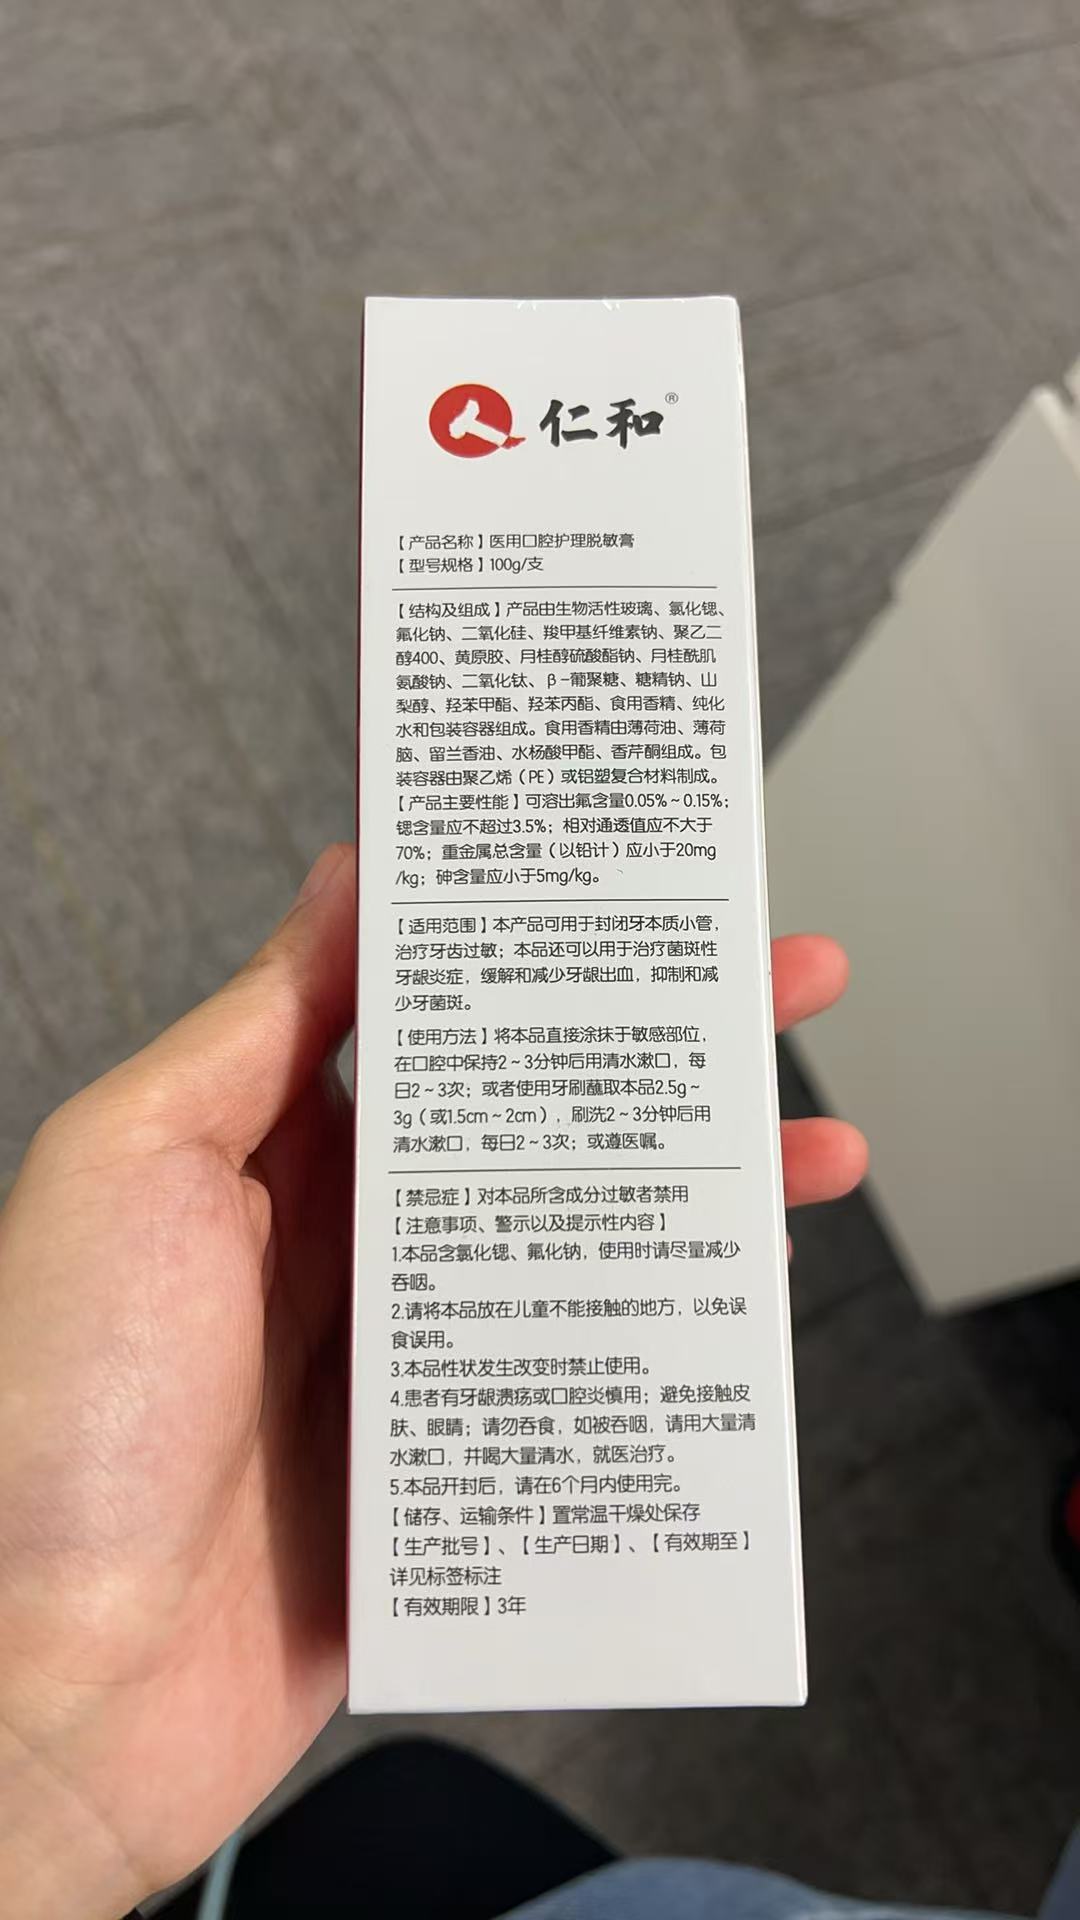 仁和®
【产品名称】医用口腔护理脱敏膏
【型号规格】100g/支
【结构及组成】产品由生物活性玻璃、氯化锶、
氟化钠、二氧化硅、羧甲基纤维素钠、聚乙二
醇400、黄原胶、月桂醇硫酸酯钠、月桂酰肌
氨酸钠、二氧化钛、β-葡聚糖、糖精钠、山
梨醇、羟苯甲酯、羟苯丙酯、食用香精、纯化
水和包装容器组成。食用香精由薄荷油、薄荷
脑、留兰香油、水杨酸甲酯、香芹酮组成。包
装容器由聚乙烯（PE）或铝塑复合材料制成。
【产品主要性能】可溶出氟含量0.05%~0.15%；
锶含量应不超过3.5%；相对通透值应不大于
70%；重金属总含量（以铅计）应小于20mg
/kg；砷含量应小于5mg/kg。
【适用范围】本产品可用于封闭牙本质小管，
治疗牙齿过敏；本品还可以用于治疗菌斑性
牙龈炎症，缓解和减少牙龈出血，抑制和减
少牙菌斑。
【使用方法】将本品直接涂抹于敏感部位，
在口腔中保持2~3分钟后用清水漱口，每
日2~3次；或者使用牙刷蘸取本品2.5g~
3g（或1.5cm~2cm），刷洗2~3分钟后用
清水漱口，每日2~3次；或遵医嘱。
【禁忌症】对本品所含成分过敏者禁用
【注意事项、警示以及提示性内容】
1.本品含氯化锶、氟化钠，使用时请尽量减少
吞咽。
2.请将本品放在儿童不能接触的地方，以免误
食误用。
3.本品性状发生改变时禁止使用。
4.患者有牙龈溃疡或口腔炎慎用；避免接触皮
肤、眼睛；请勿吞食，如被吞咽，请用大量清
水漱口，并喝大量清水，就医治疗。
5.本品开封后，请在6个月内使用完。
【储存、运输条件】置常温干燥处保存
【生产批号】、【生产日期】、【有效期至】
详见标签标注
【有效期限】3年